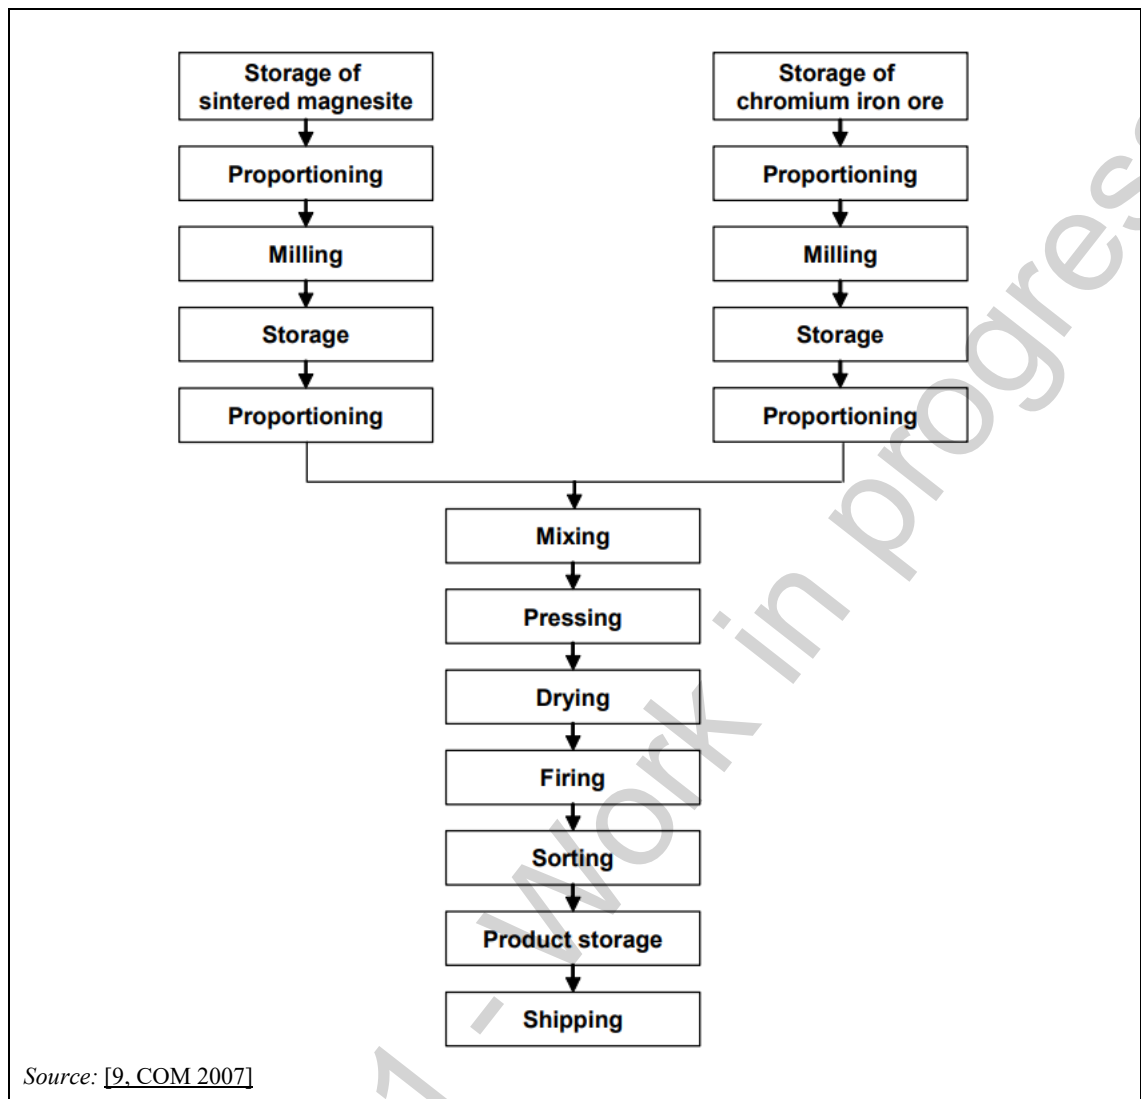 Storage of
sintered magnesite
Proportioning
Milling
Storage
Proportioning
Storage of
chromium iron ore
Proportioning
Milling
Storage
Proportioning
Mixing
Pressing
Drying
Firing
Sorting
Product storage
Shipping
Source: [9, COM 2007]
1 - Work in progress